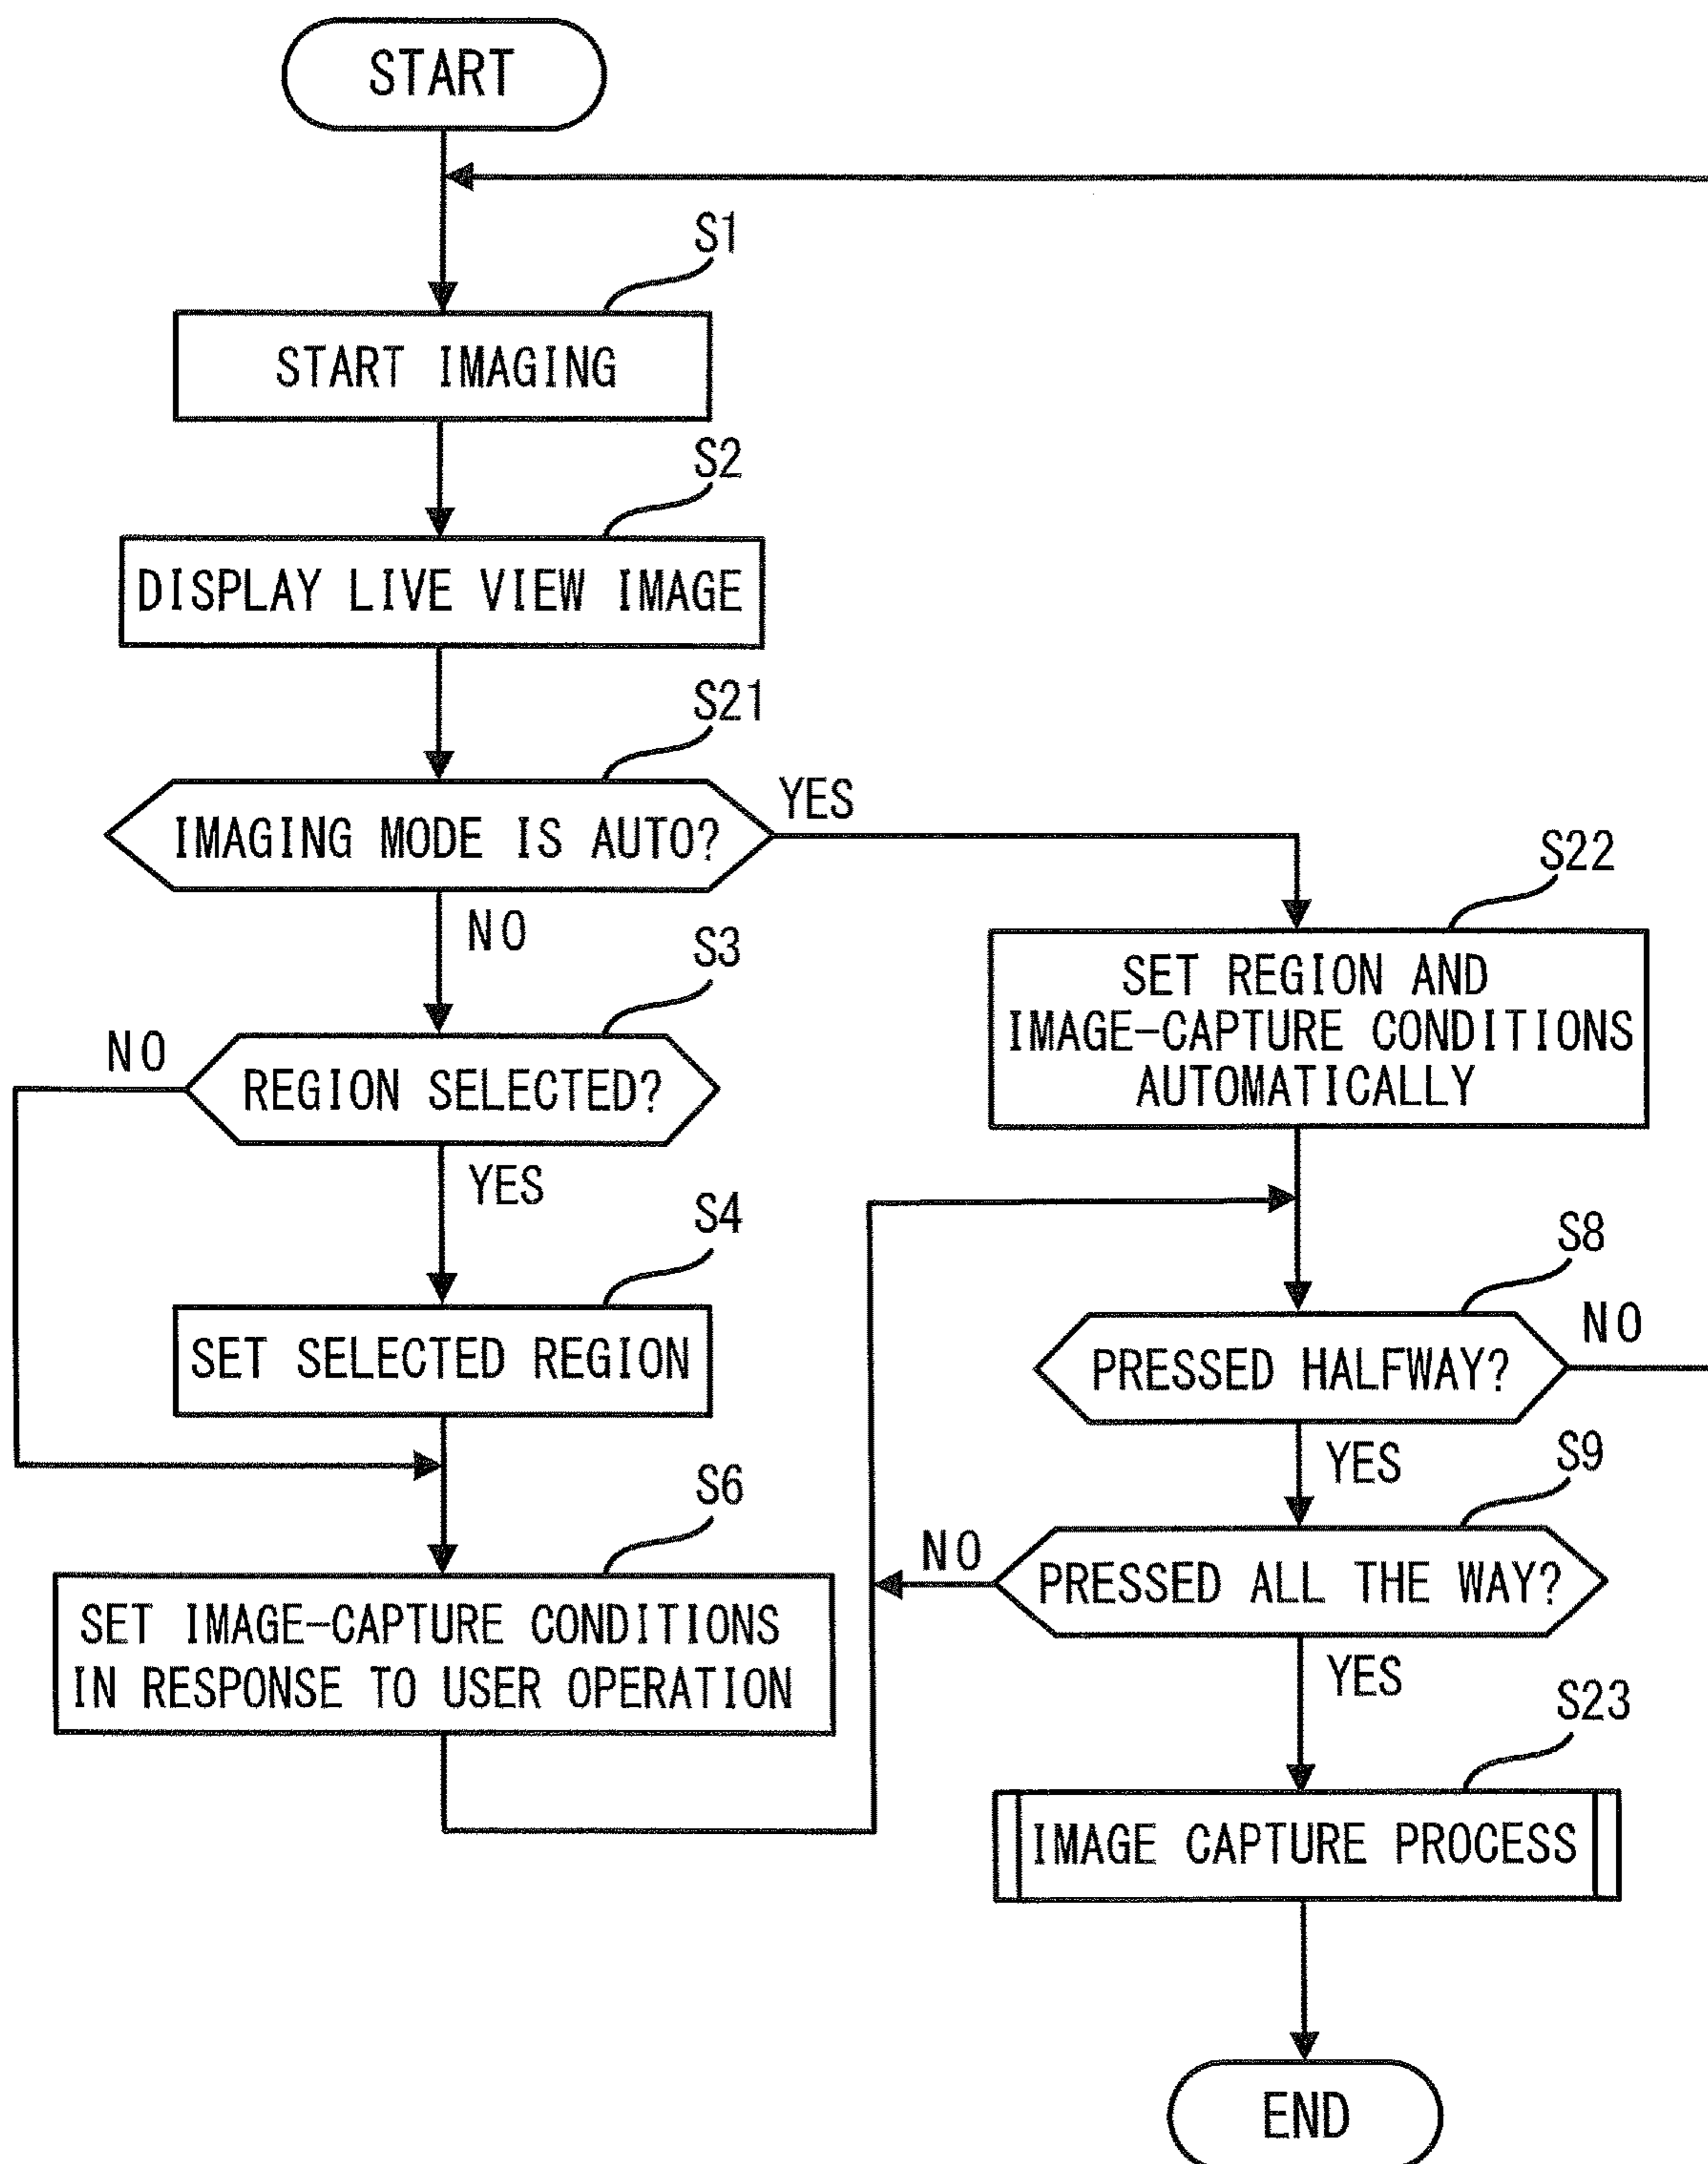 START
S1
START IMAGING
S2
DISPLAY LIVE VIEW IMAGE
S21
IMAGING MODE IS AUTO?
YES
NO
S3
NO
REGION SELECTED?
YES
S4
SET SELECTED REGION
S6
SET IMAGE-CAPTURE CONDITIONS
IN RESPONSE TO USER OPERATION
S22
SET REGION AND
IMAGE-CAPTURE CONDITIONS
AUTOMATICALLY
S8
NO
PRESSED HALFWAY?
YES
S9
NO
PRESSED ALL THE WAY?
YES
S23
IMAGE CAPTURE PROCESS
END